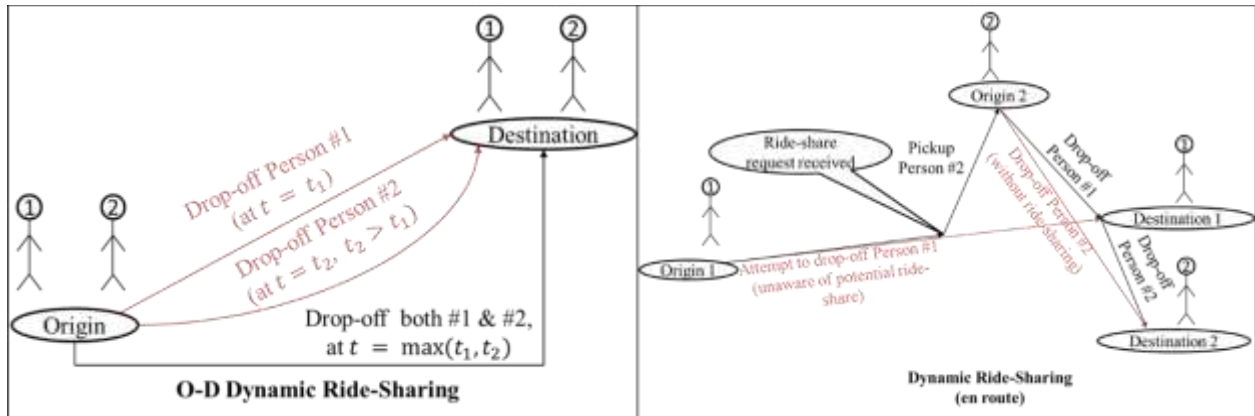 1
2
1
2
Destination
Drop-off Person #1
(at t = t₁)
Drop-off Person #2
(at t = t₂, t₂ > t₁)
Origin
Drop-off both #1 & #2,
at t = max(t₁, t₂)
O-D Dynamic Ride-Sharing
2
Origin 2
Ride-share
request received
Pickup
Person #2
Drop-off
Person #1
Drop-off Person #2
(without ride-sharing)
1
1
Destination 1
Origin 1
Attempt to drop-off Person #1
(unaware of potential ride-
share)
Drop-off
Person #2
2
Destination 2
Dynamic Ride-Sharing
(en route)